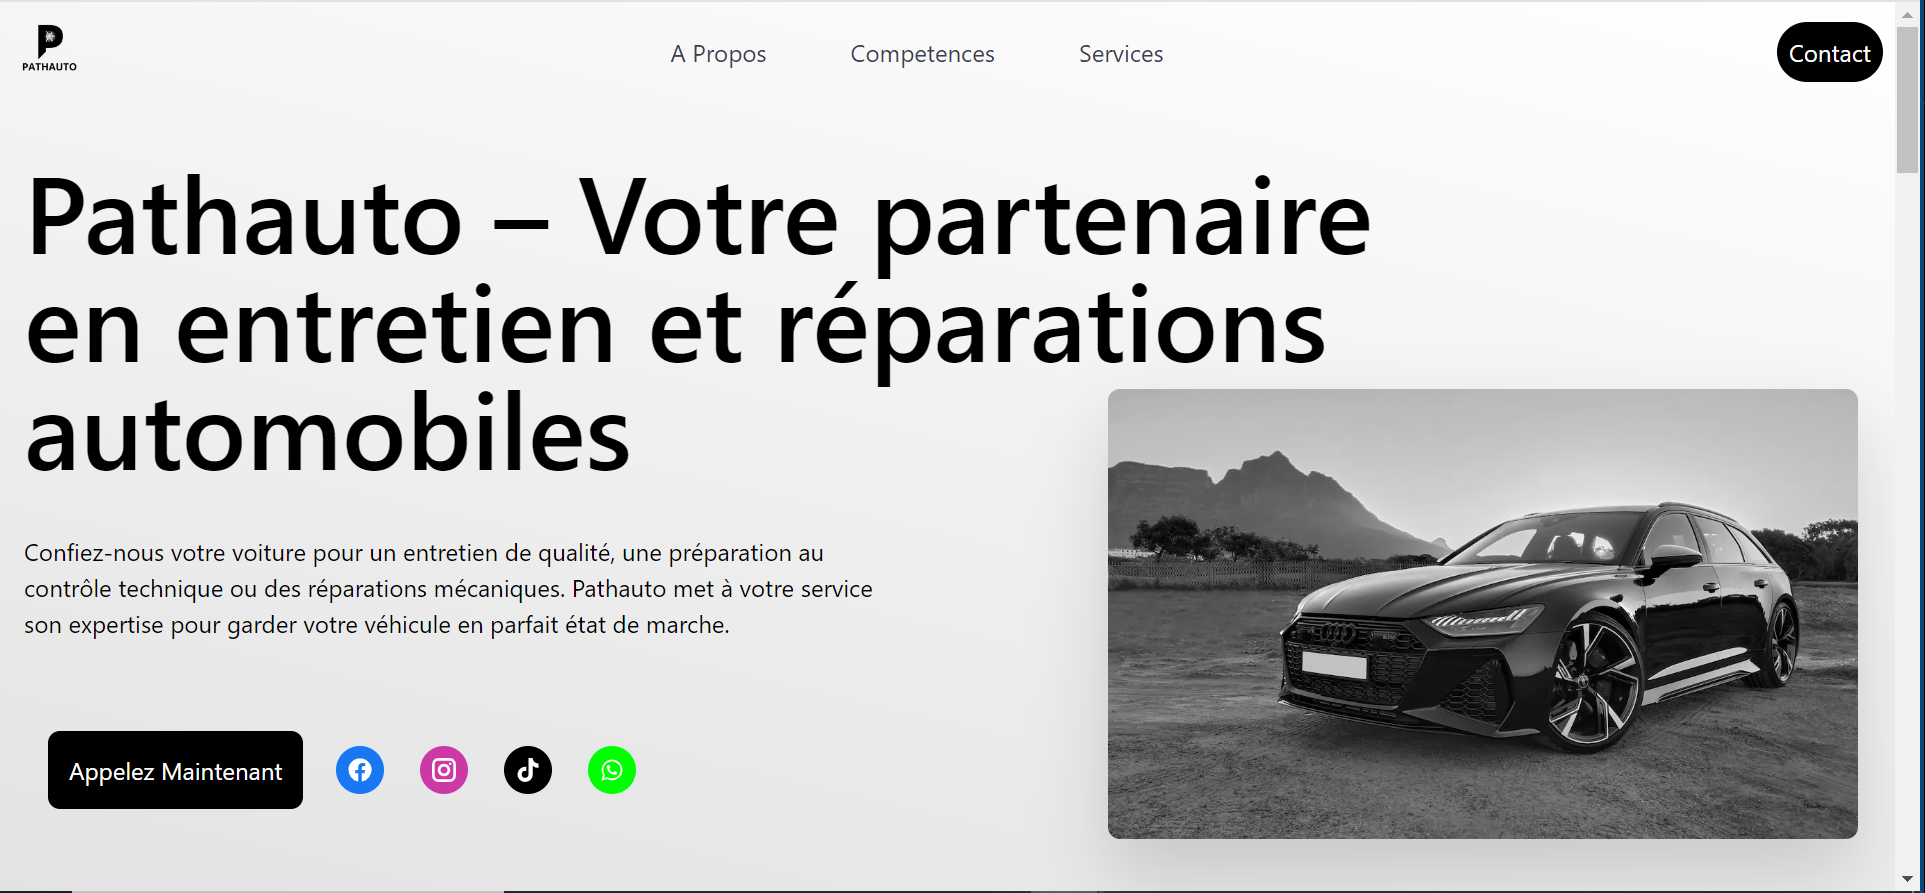 PATHAUTO
A Propos
Competences
Services
Contact
Pathauto – Votre partenaire
en entretien et réparations
automobiles
Confiez-nous votre voiture pour un entretien de qualité, une préparation au
contrôle technique ou des réparations mécaniques. Pathauto met à votre service
son expertise pour garder votre véhicule en parfait état de marche.
Appelez Maintenant